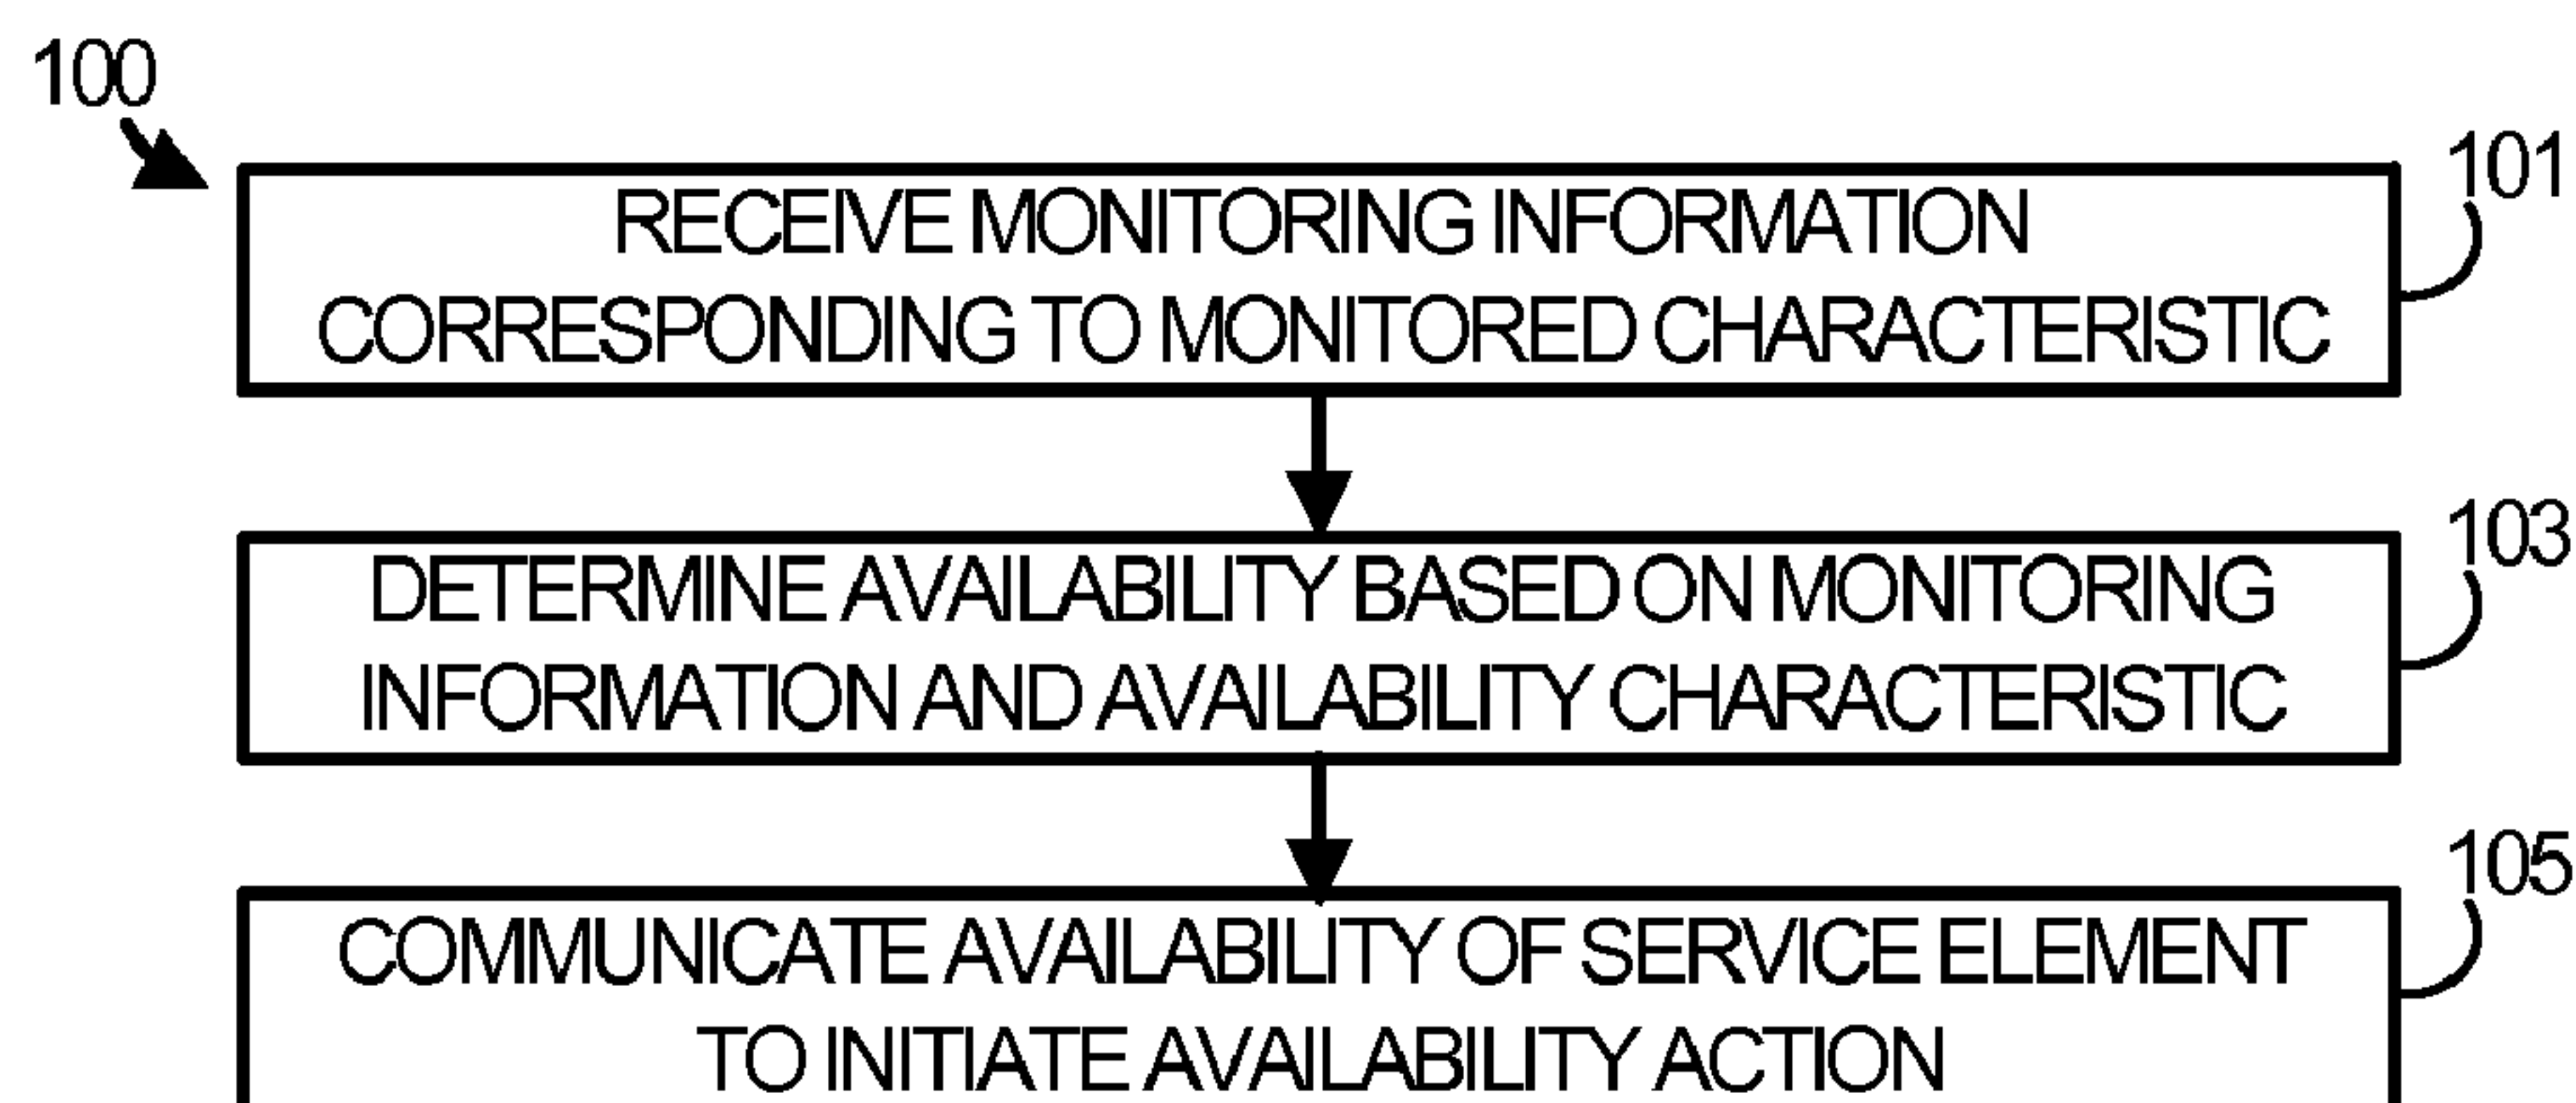 100
101
RECEIVE MONITORING INFORMATION
CORRESPONDING TO MONITORED CHARACTERISTIC
103
DETERMINE AVAILABILITY BASED ON MONITORING
INFORMATION AND AVAILABILITY CHARACTERISTIC
105
COMMUNICATE AVAILABILITY OF SERVICE ELEMENT
TO INITIATE AVAILABILITY ACTION